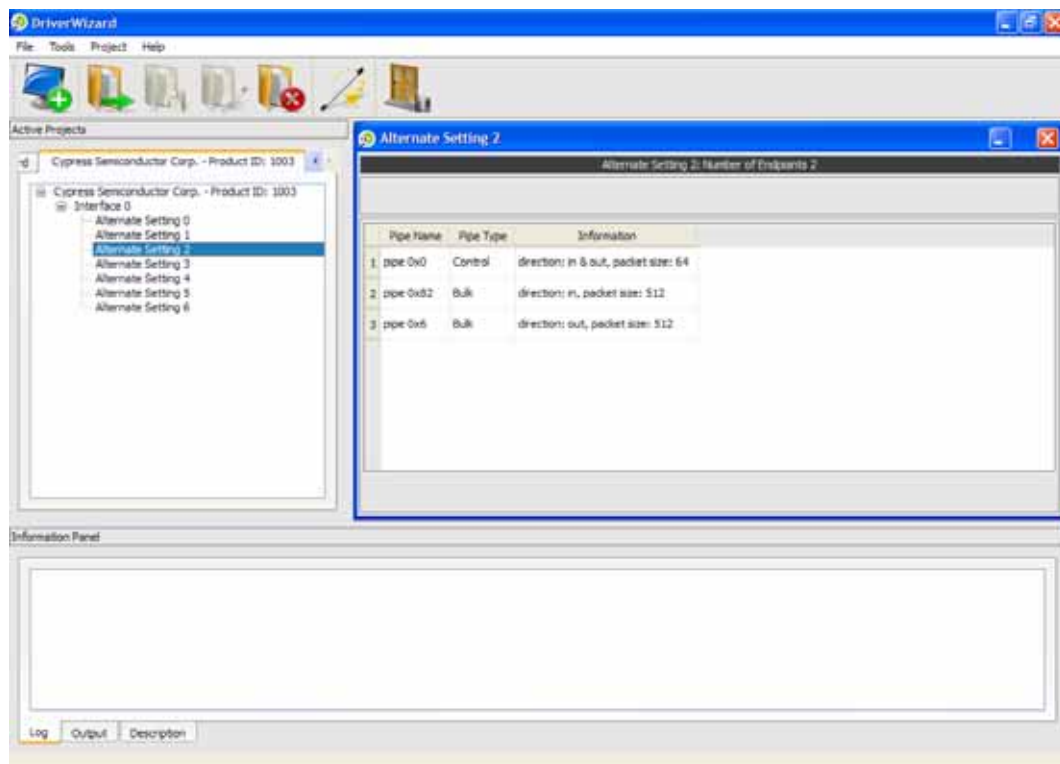 DriverWizard
File Tools Project Help
Active Projects
Cypress Semiconductor Corp. - Product ID: 1003
Cypress Semiconductor Corp. - Product ID: 1003
Interface 0
Alternate Setting 0
Alternate Setting 1
Alternate Setting 2
Alternate Setting 3
Alternate Setting 4
Alternate Setting 5
Alternate Setting 6
Alternate Setting 2
Alternate Setting 2: Number of Endpoints 2
Pipe Name Pipe Type Information
1 pipe 0x0 Control direction: in & out, packet size: 64
2 pipe 0x82 Bulk direction: in, packet size: 512
3 pipe 0x6 Bulk direction: out, packet size: 512
Information Panel
Log Output Description